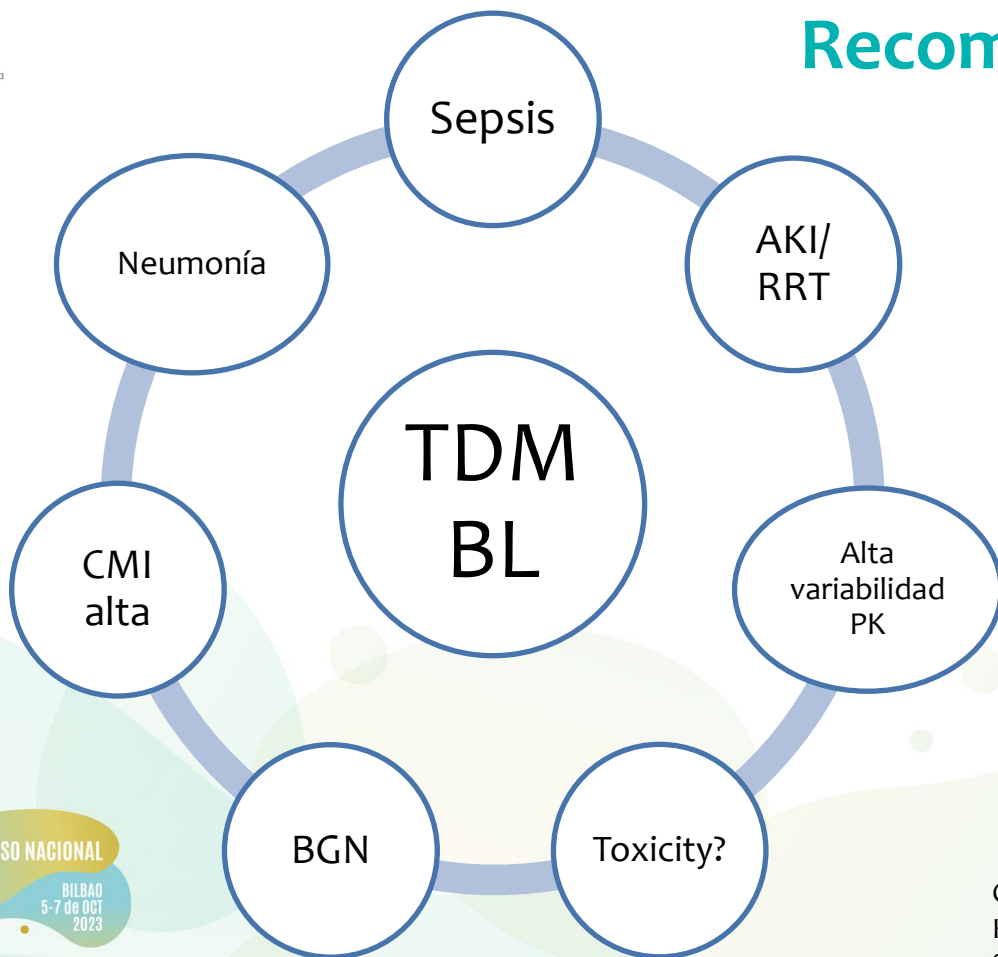 Recom
Sepsis
AKI/
RRT
Neumonía
TDM
BL
Alta
variabilidad
PK
CMI
alta
BGN
Toxicity?
SO NACIONAL
BILBAO
5-7 de OCT
2023